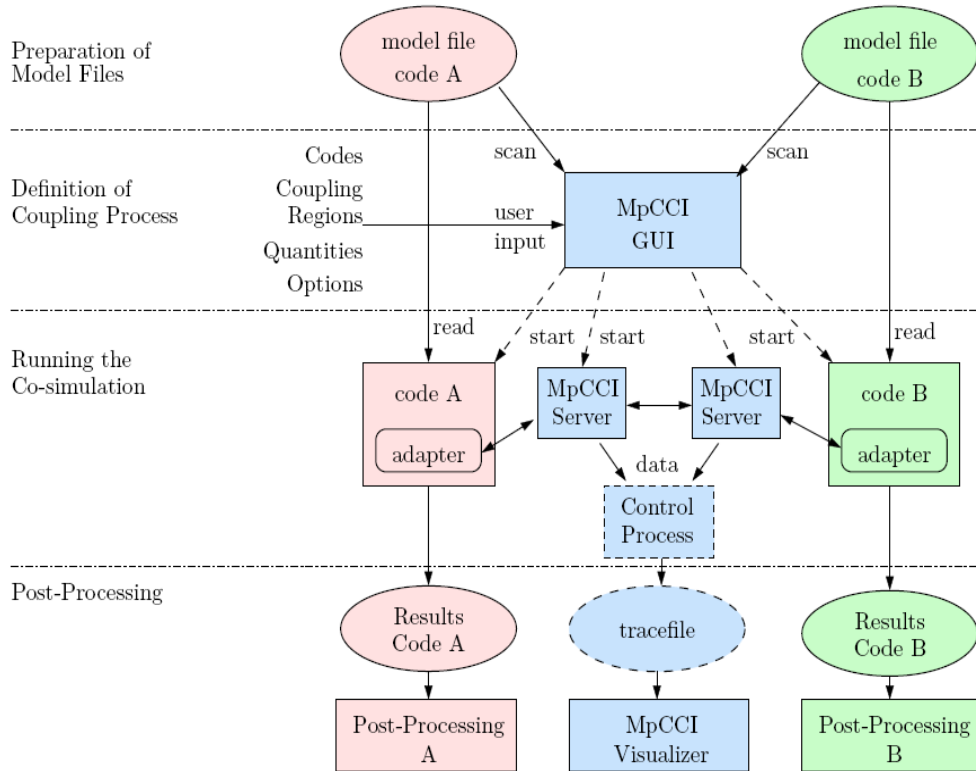 Preparation of
Model Files
model file
code A
model file
code B
scan
scan
Definition of
Coupling Process
Codes
Coupling
Regions
Quantities
Options
user
input
MpCCI
GUI
read
start
start
start
read
Running the
Co-simulation
code A
adapter
MpCCI
Server
MpCCI
Server
code B
adapter
data
Control
Process
Post-Processing
Results
Code A
tracefile
Results
Code B
Post-Processing
A
MpCCI
Visualizer
Post-Processing
B